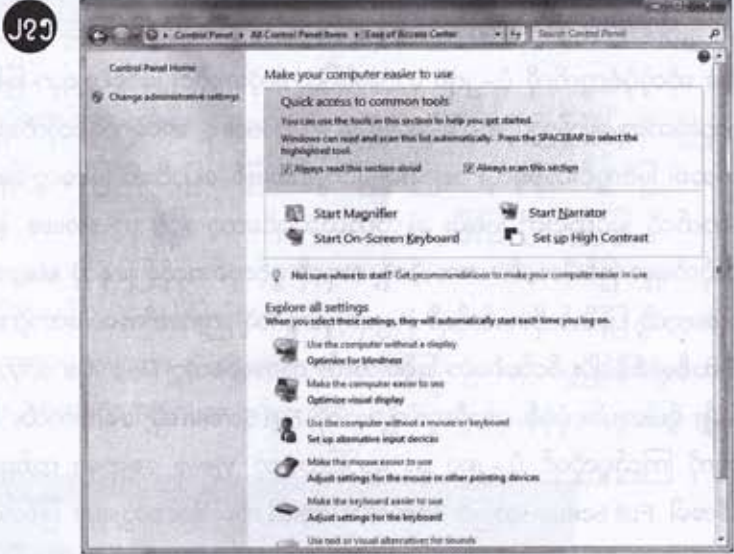 Control Panel ▸ All Control Panel Items ▸ Ease of Access Center
Search Control Panel
Control Panel Home
Change administrative settings
Make your computer easier to use
Quick access to common tools
You can use the tools in this section to help you get started.
Windows can read and scan this list automatically. Press the SPACEBAR to select the
highlighted tool.
Always read this section aloud
Always scan this section
Start Magnifier
Start Narrator
Start On-Screen Keyboard
Set up High Contrast
Not sure where to start? Get recommendations to make your computer easier to use
Explore all settings
When you select these settings, they will automatically start each time you log on.
Use the computer without a display
Optimize for blindness
Make the computer easier to see
Optimize visual display
Use the computer without a mouse or keyboard
Set up alternative input devices
Make the mouse easier to use
Adjust settings for the mouse or other pointing devices
Make the keyboard easier to use
Adjust settings for the keyboard
Use text or visual alternatives for sounds